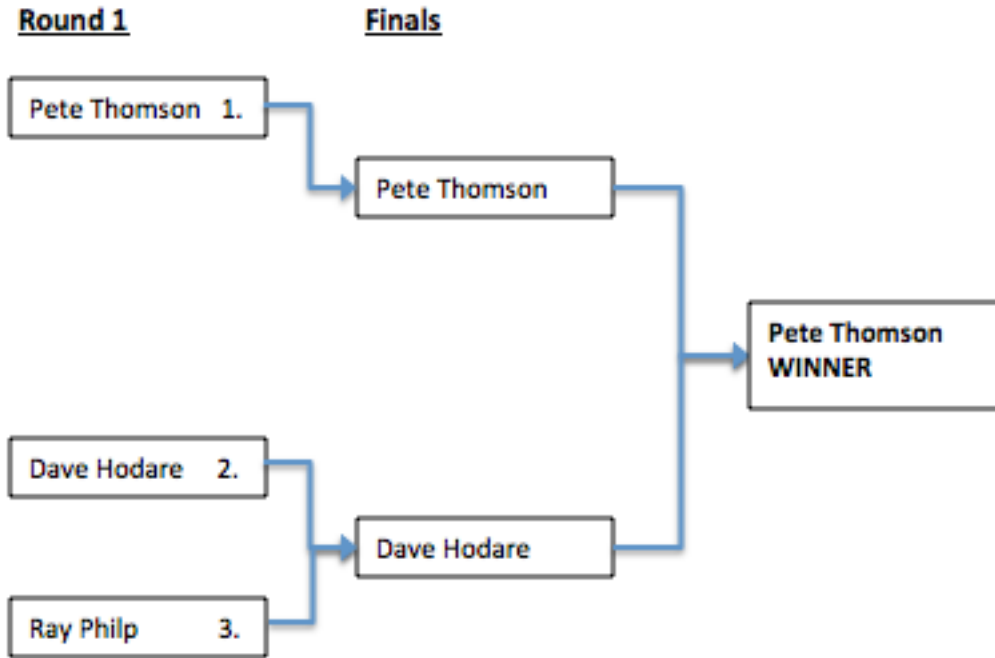 Round 1
Finals
Pete Thomson 1.
Pete Thomson
Pete Thomson
WINNER
Dave Hodare 2.
Dave Hodare
Ray Philp 3.